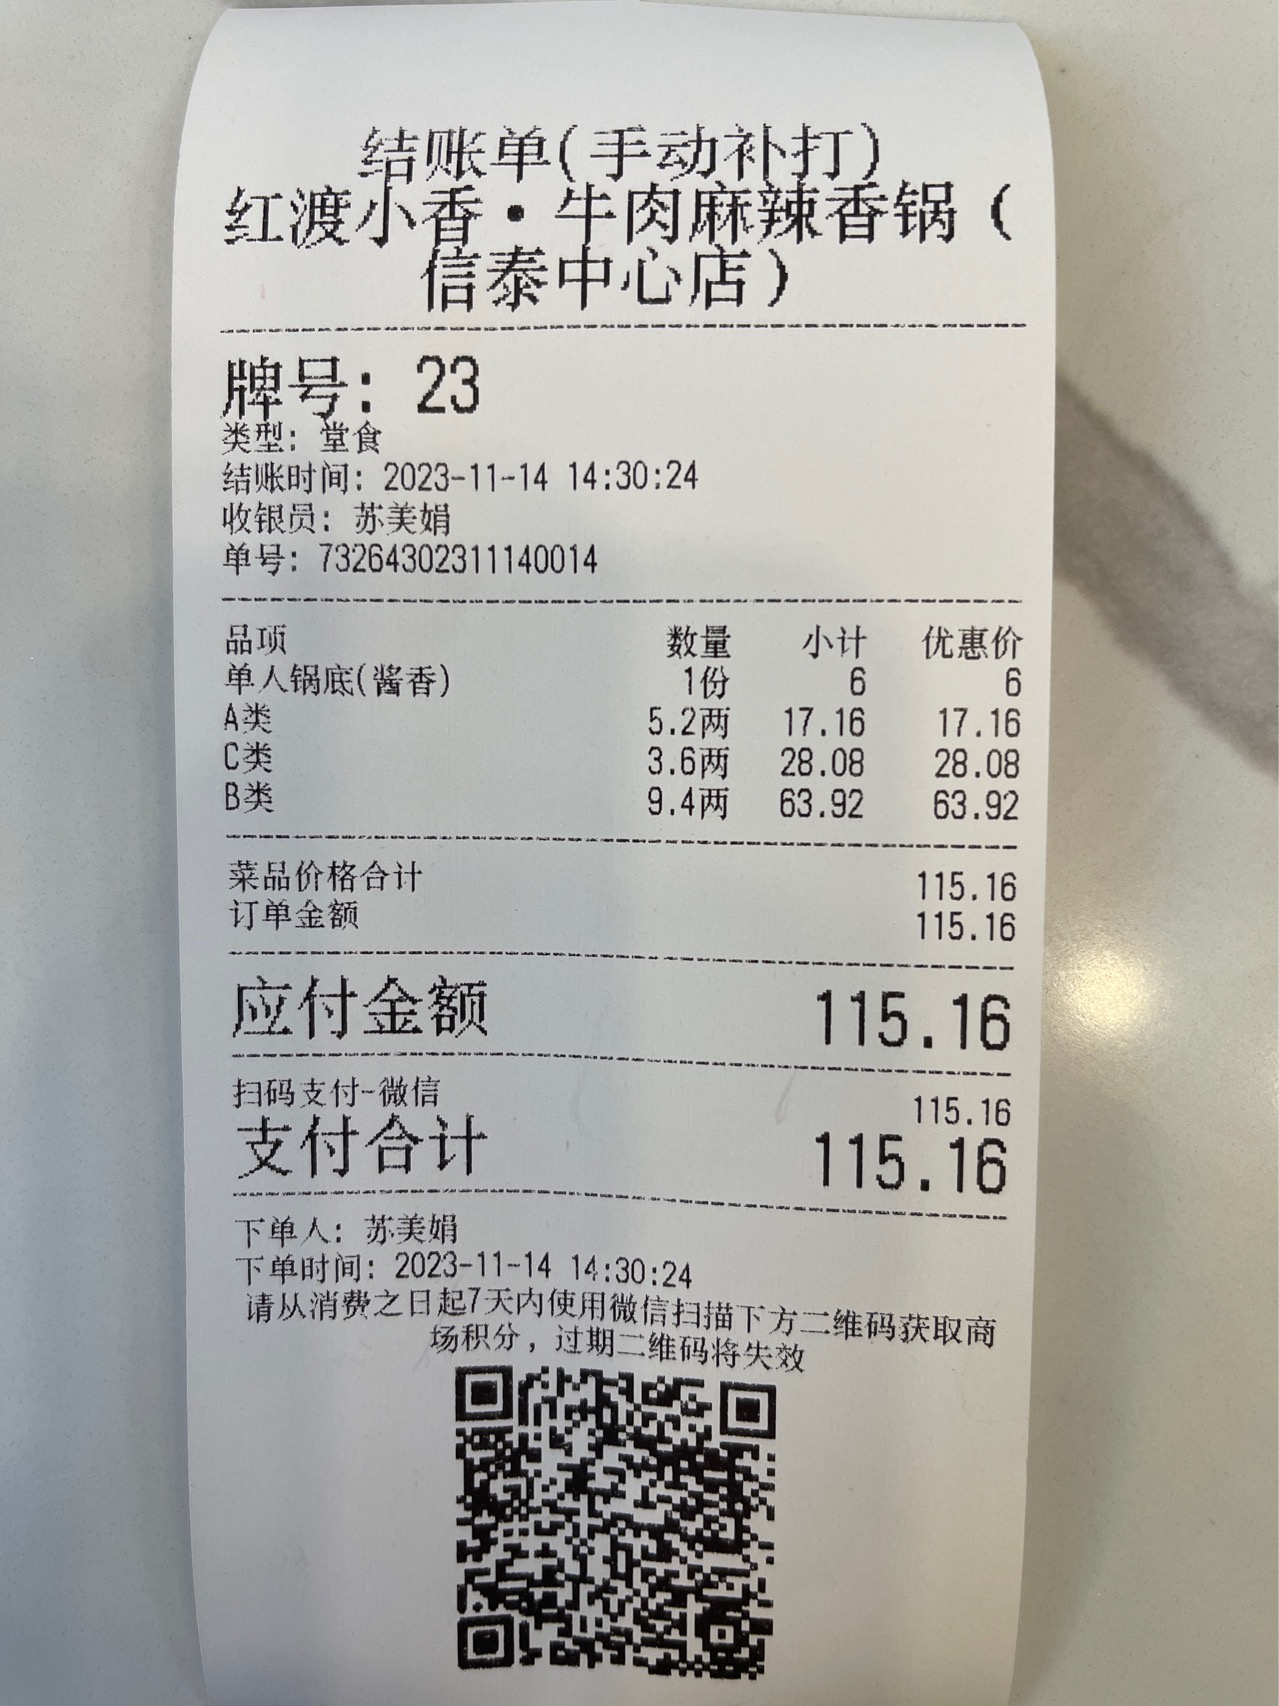 结账单(手动补打)
红渡小香·牛肉麻辣香锅(
信泰中心店)
牌号: 23
类型: 堂食
结账时间: 2023-11-14 14:30:24
收银员: 苏美娟
单号: 73264302311140014
品项 数量 小计 优惠价
单人锅底(酱香) 1份 6 6
A类 5.2两 17.16 17.16
C类 3.6两 28.08 28.08
B类 9.4两 63.92 63.92
菜品价格合计 115.16
订单金额 115.16
应付金额 115.16
扫码支付-微信 115.16
支付合计 115.16
下单人: 苏美娟
下单时间: 2023-11-14 14:30:24
请从消费之日起7天内使用微信扫描下方二维码获取商
场积分, 过期二维码将失效